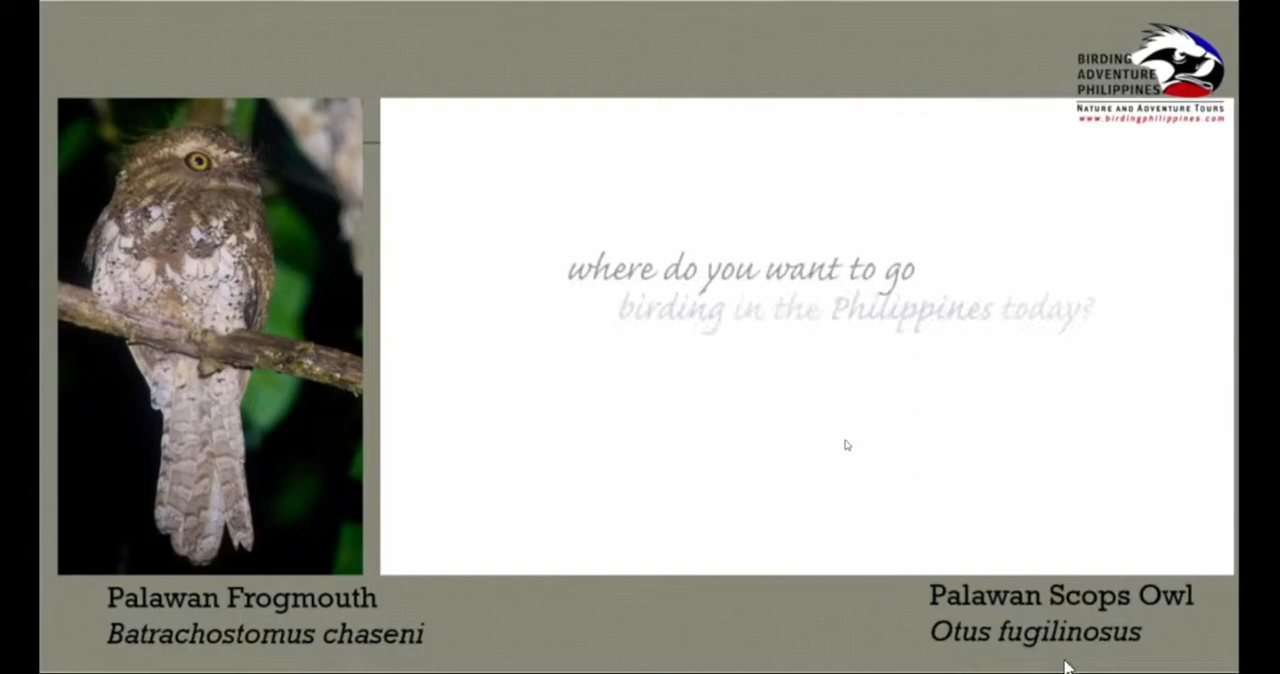 BIRDING
ADVENTURE
PHILIPPINES
NATURE AND ADVENTURE TOURS
www.birdingphilippines.com
where do you want to go
birding in the Philippines today?
Palawan Frogmouth
Batrachostomus chaseni
Palawan Scops Owl
Otus fugilinosus